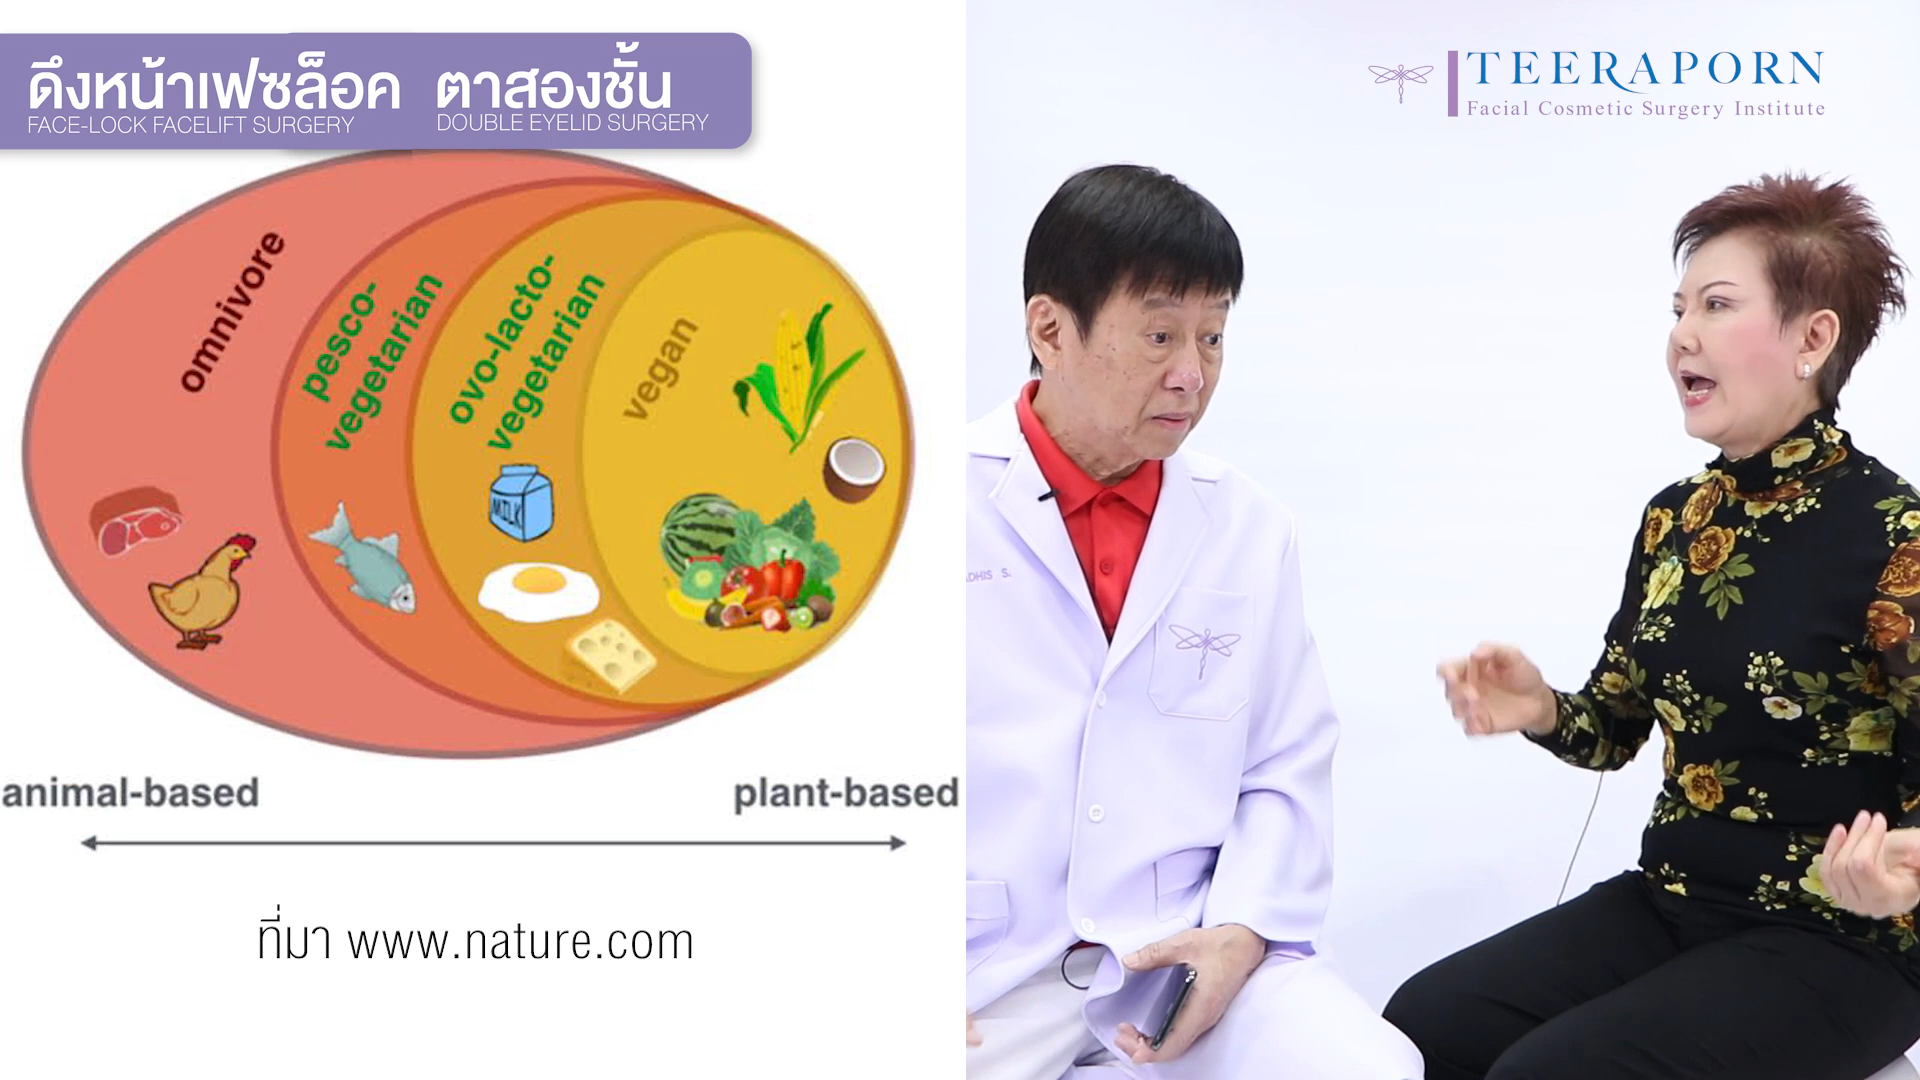 ดึงหน้าเฟซล็อค
FACE-LOCK FACELIFT SURGERY
ตาสองชั้น
DOUBLE EYELID SURGERY
TEERAPORN
Facial Cosmetic Surgery Institute
omnivore
pesco-
vegetarian
ovo-lacto-
vegetarian
vegan
MILK
animal-based
plant-based
ที่มา www.nature.com
S.